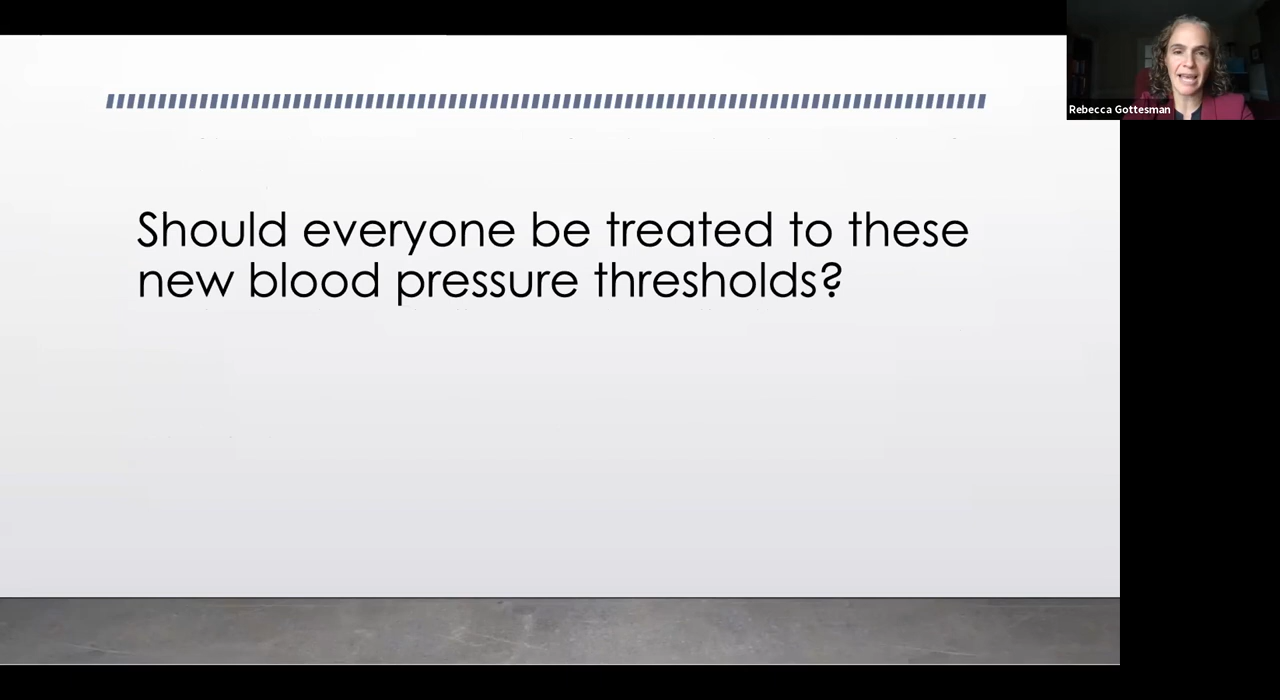 Rebecca Gottesman
Should everyone be treated to these
new blood pressure thresholds?